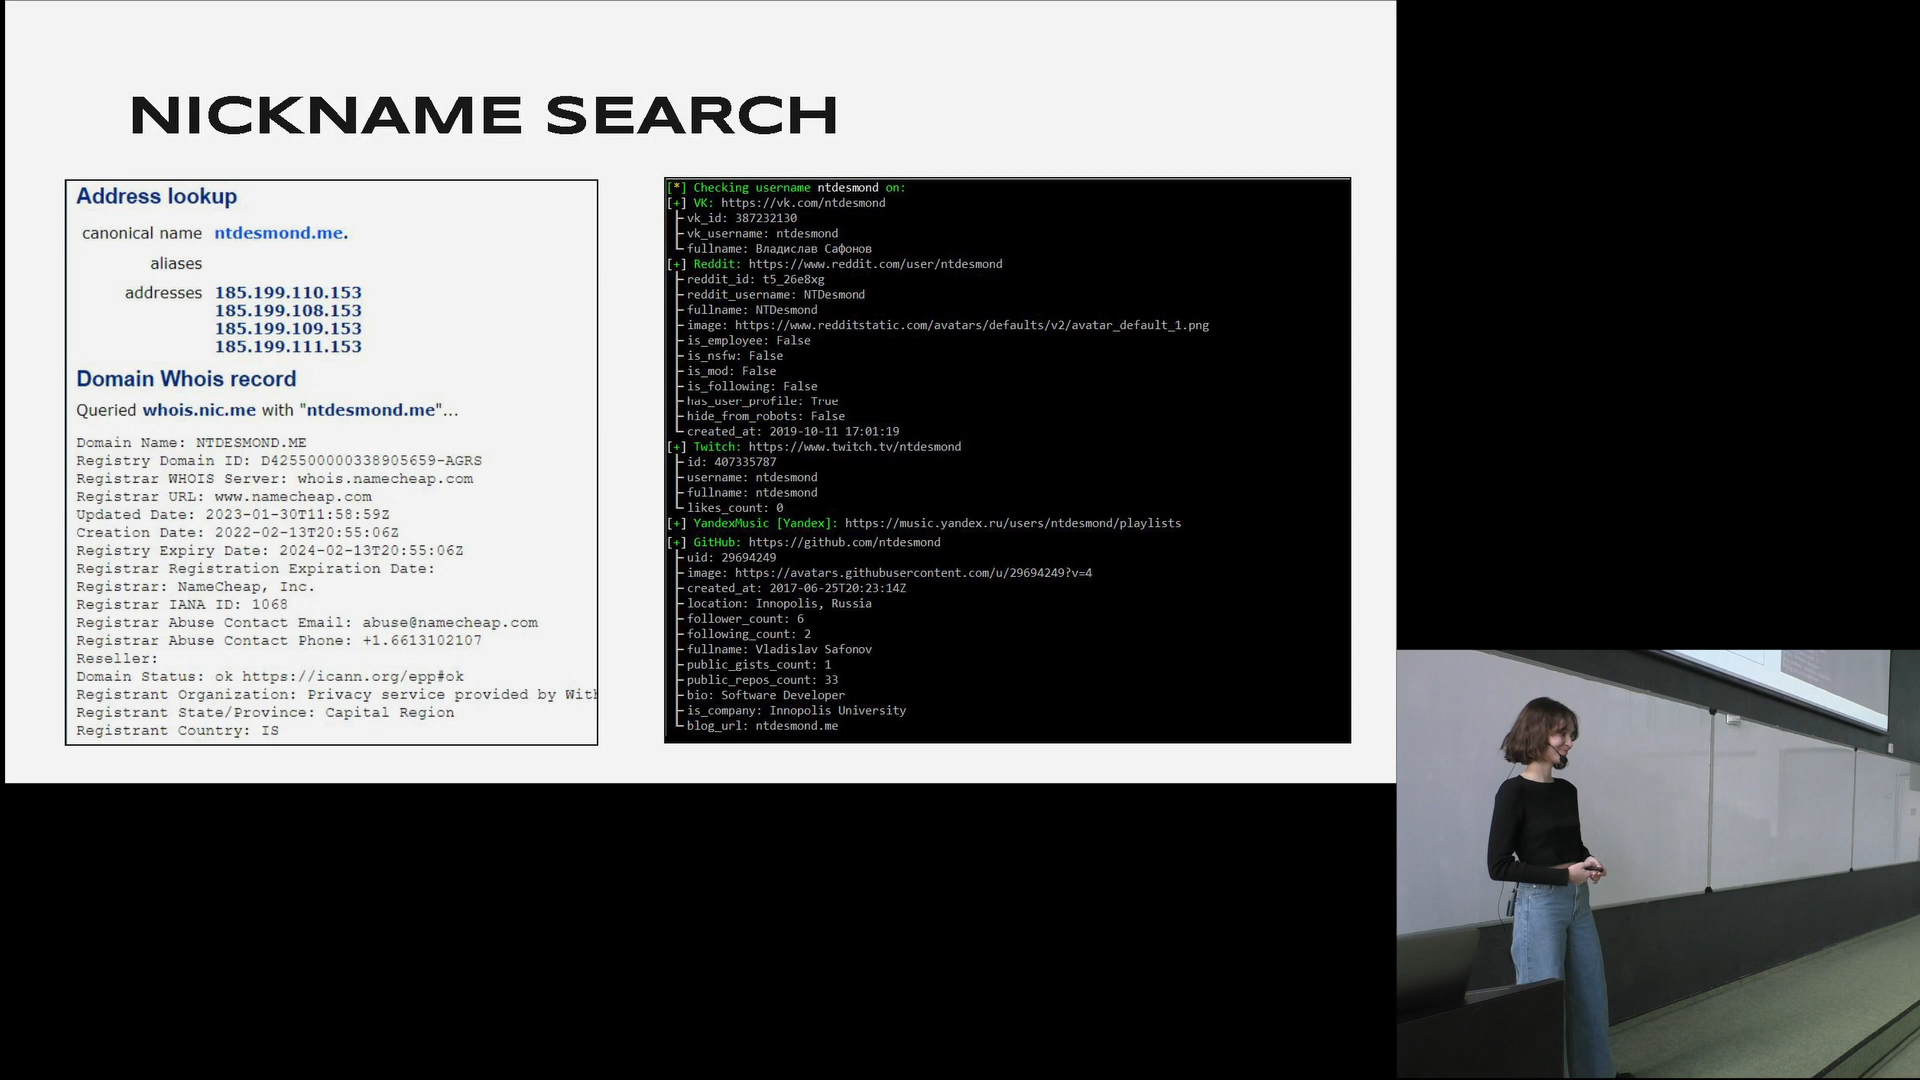 NICKNAME SEARCH
Address lookup
canonical name ntdesmond.me.
aliases
addresses 185.199.110.153
185.199.108.153
185.199.109.153
185.199.111.153
Domain Whois record
Queried whois.nic.me with "ntdesmond.me"...
Domain Name: NTDESMOND.ME
Registry Domain ID: D425500000338905659-AGRS
Registrar WHOIS Server: whois.namecheap.com
Registrar URL: www.namecheap.com
Updated Date: 2023-01-30T11:58:59Z
Creation Date: 2022-02-13T20:55:06Z
Registry Expiry Date: 2024-02-13T20:55:06Z
Registrar Registration Expiration Date:
Registrar: NameCheap, Inc.
Registrar IANA ID: 1068
Registrar Abuse Contact Email: abuse@namecheap.com
Registrar Abuse Contact Phone: +1.6613102107
Reseller:
Domain Status: ok https://icann.org/epp#ok
Registrant Organization: Privacy service provided by With
Registrant State/Province: Capital Region
Registrant Country: IS
[*] Checking username ntdesmond on:
[+] VK: https://vk.com/ntdesmond
vk_id: 387232130
vk_username: ntdesmond
fullname: Владислав Сафонов
[+] Reddit: https://www.reddit.com/user/ntdesmond
reddit_id: t5_26e8xg
reddit_username: NTDesmond
fullname: NTDesmond
image: https://www.redditstatic.com/avatars/defaults/v2/avatar_default_1.png
is_employee: False
is_nsfw: False
is_mod: False
is_following: False
has_user_profile: True
hide_from_robots: False
created_at: 2019-10-11 17:01:19
[+] Twitch: https://www.twitch.tv/ntdesmond
id: 407335787
username: ntdesmond
fullname: ntdesmond
likes_count: 0
[+] YandexMusic [Yandex]: https://music.yandex.ru/users/ntdesmond/playlists
[+] GitHub: https://github.com/ntdesmond
uid: 29694249
image: https://avatars.githubusercontent.com/u/29694249?v=4
created_at: 2017-06-25T20:23:14Z
location: Innopolis, Russia
follower_count: 6
following_count: 2
fullname: Vladislav Safonov
public_gists_count: 1
public_repos_count: 33
bio: Software Developer
is_company: Innopolis University
blog_url: ntdesmond.me